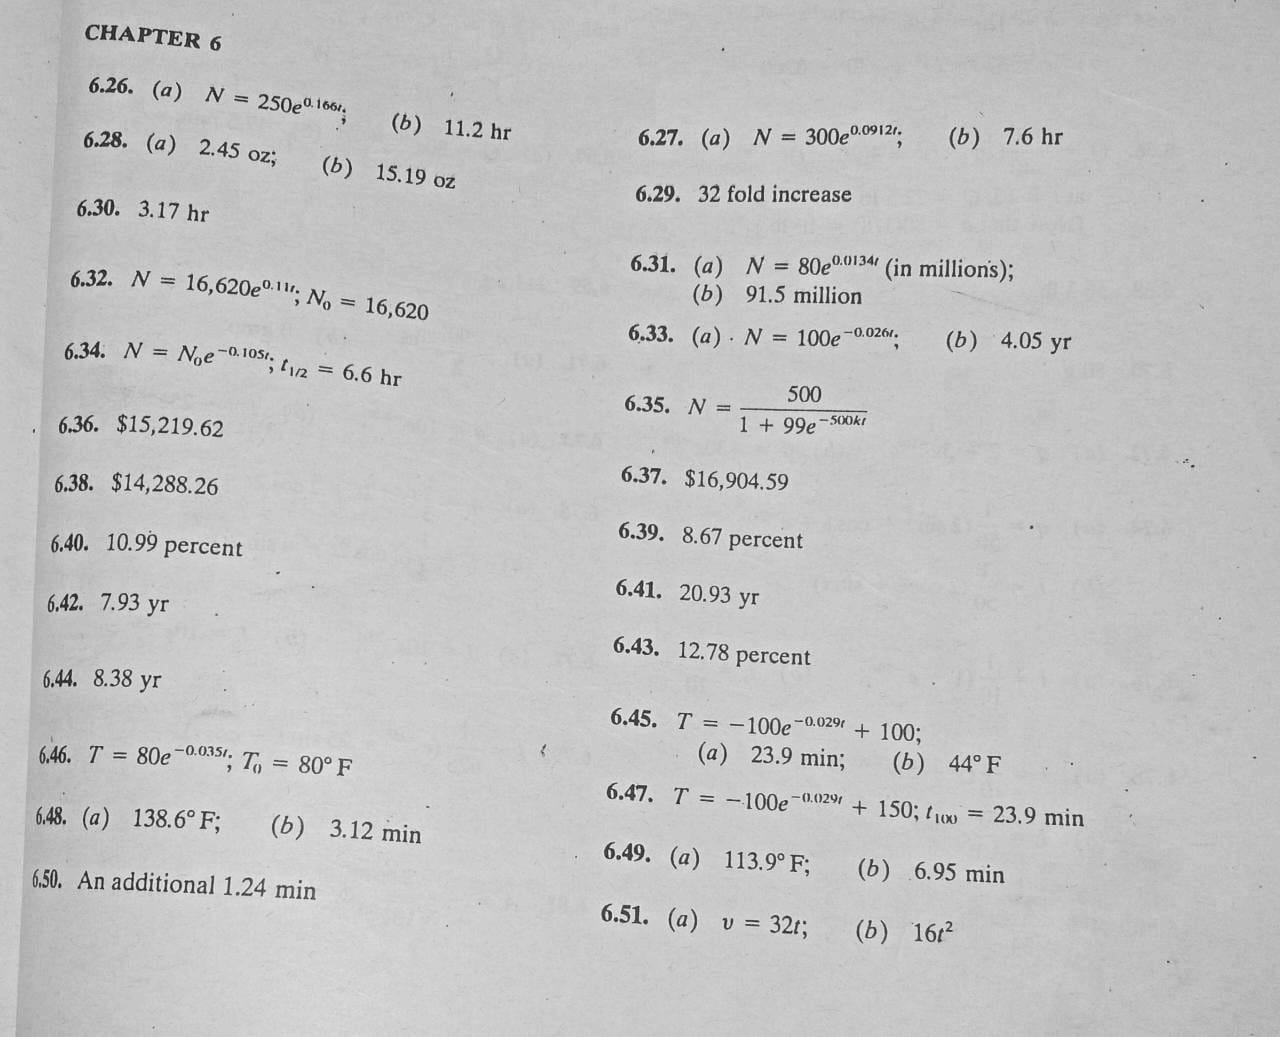 CHAPTER 6
6.26. (a) N = 250e^{0.166t}; (b) 11.2 hr
6.27. (a) N = 300e^{0.0912t}; (b) 7.6 hr
6.28. (a) 2.45 oz; (b) 15.19 oz
6.29. 32 fold increase
6.30. 3.17 hr
6.31. (a) N = 80e^{0.0134t} (in millions);
(b) 91.5 million
6.32. N = 16,620e^{0.11t}; N₀ = 16,620
6.33. (a) · N = 100e^{−0.026t}; (b) 4.05 yr
6.34. N = N₀e^{−0.105t}; t_{1/2} = 6.6 hr
6.35. N = \frac{500}{1 + 99e^{−500kt}}
6.36. $15,219.62
6.37. $16,904.59
6.38. $14,288.26
6.39. 8.67 percent
6.40. 10.99 percent
6.41. 20.93 yr
6.42. 7.93 yr
6.43. 12.78 percent
6.44. 8.38 yr
6.45. T = −100e^{−0.029t} + 100;
(a) 23.9 min; (b) 44° F
6.46. T = 80e^{−0.035t}; T₀ = 80° F
6.47. T = −100e^{−0.029t} + 150; t₁₀₀ = 23.9 min
6.48. (a) 138.6° F; (b) 3.12 min
6.49. (a) 113.9° F; (b) 6.95 min
6.50. An additional 1.24 min
6.51. (a) v = 32t; (b) 16t²